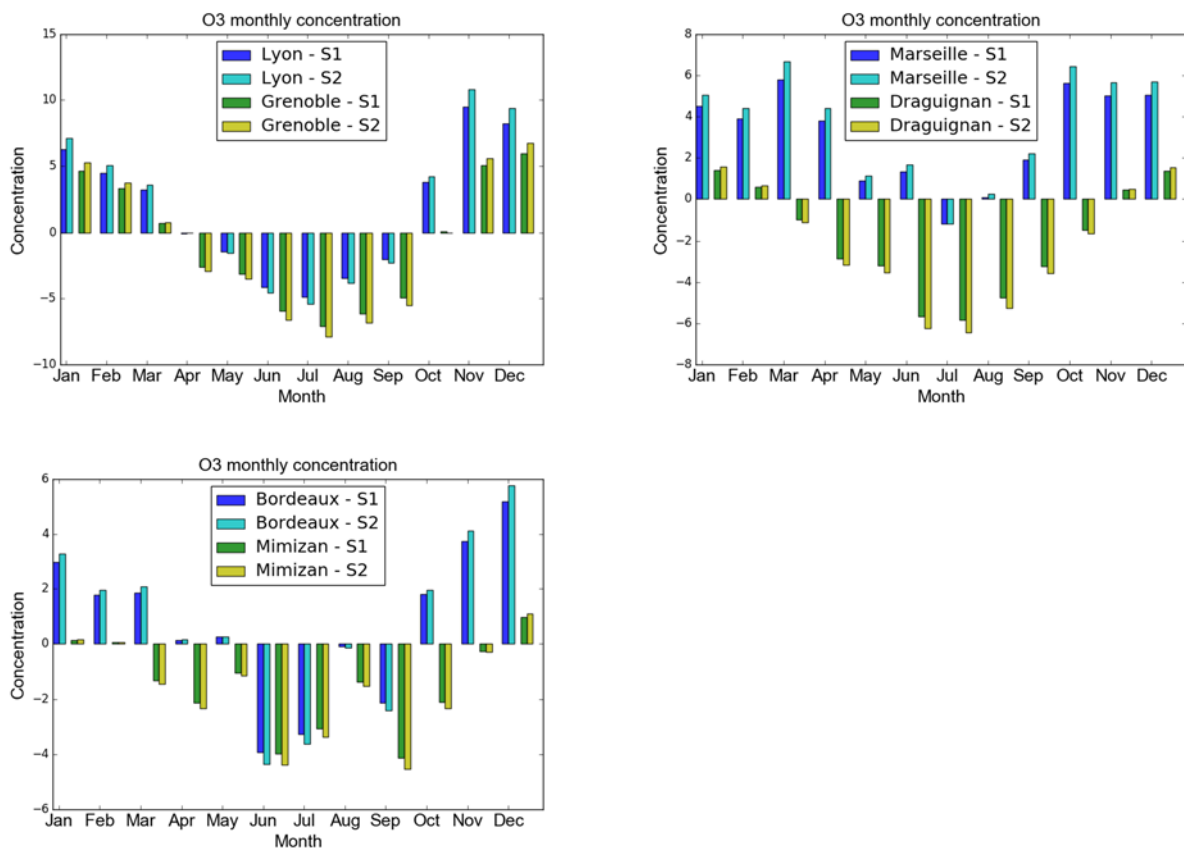 O3 monthly concentration
15
10
5
0
−5
−10
Concentration
Lyon - S1
Lyon - S2
Grenoble - S1
Grenoble - S2
Jan Feb Mar Apr May Jun Jul Aug Sep Oct Nov Dec
Month
O3 monthly concentration
8
6
4
2
0
−2
−4
−6
−8
Concentration
Marseille - S1
Marseille - S2
Draguignan - S1
Draguignan - S2
Jan Feb Mar Apr May Jun Jul Aug Sep Oct Nov Dec
Month
O3 monthly concentration
6
4
2
0
−2
−4
−6
Concentration
Bordeaux - S1
Bordeaux - S2
Mimizan - S1
Mimizan - S2
Jan Feb Mar Apr May Jun Jul Aug Sep Oct Nov Dec
Month